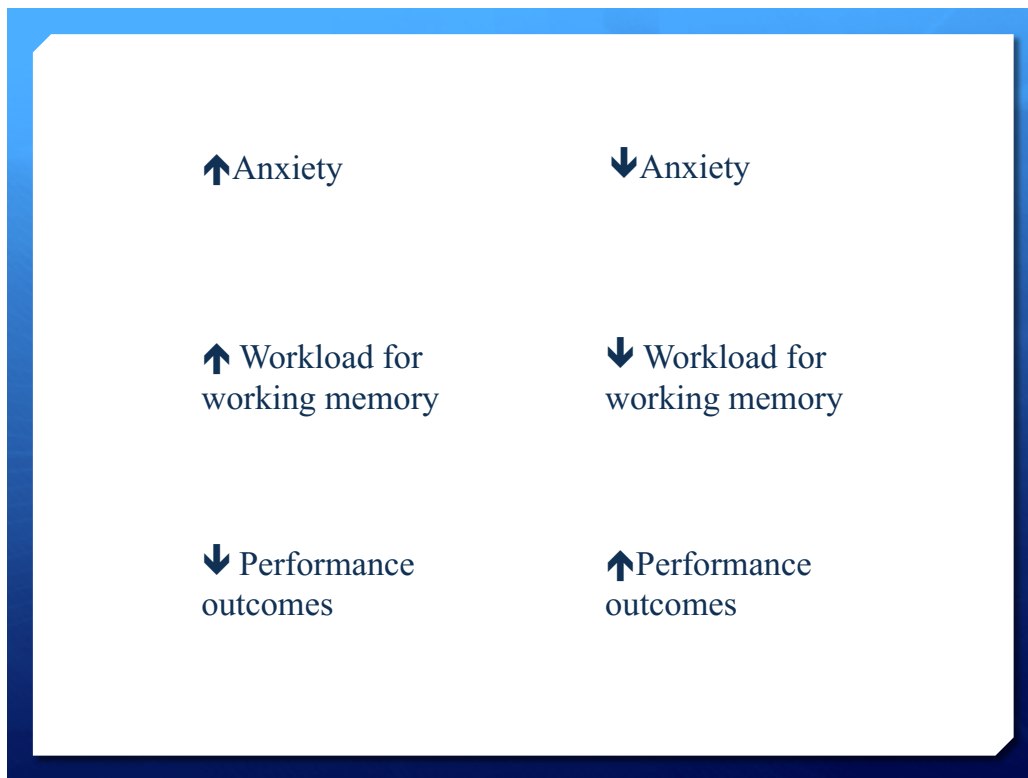 🡹Anxiety
🡻Anxiety
🡹 Workload for
working memory
🡻 Workload for
working memory
🡻 Performance
outcomes
🡹Performance
outcomes